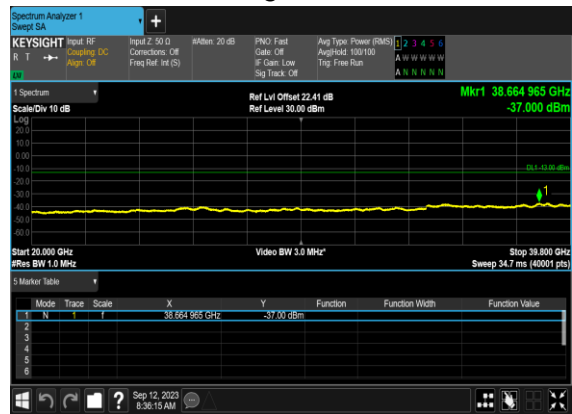 Spectrum Analyzer 1
Swept SA
KEYSIGHT
R T
LW
Input: RF
Coupling: DC
Align: Off
Input Z: 50 Ω
Corrections: Off
Freq Ref: Int (S)
#Atten: 20 dB
PNO: Fast
Gate: Off
IF Gain: Low
Sig Track: Off
Avg Type: Power (RMS)
Avg|Hold: 100/100
Trig: Free Run
1 2 3 4 5 6
A W W W W W
A N N N N N
1 Spectrum
Scale/Div 10 dB
Ref Lvl Offset 22.41 dB
Ref Level 30.00 dBm
Mkr1 38.664 965 GHz
-37.000 dBm
Log
20.0
10.0
0.00
-10.0
-20.0
-30.0
-40.0
-50.0
-60.0
DL1 -13.00 dBm
1
Start 20.000 GHz
#Res BW 1.0 MHz
Video BW 3.0 MHz*
Stop 39.800 GHz
Sweep 34.7 ms (40001 pts)
5 Marker Table
Mode Trace Scale X Y Function Function Width Function Value
1 N 1 f 38.664 965 GHz -37.00 dBm
2
3
4
5
6
?
Sep 12, 2023
8:36:15 AM